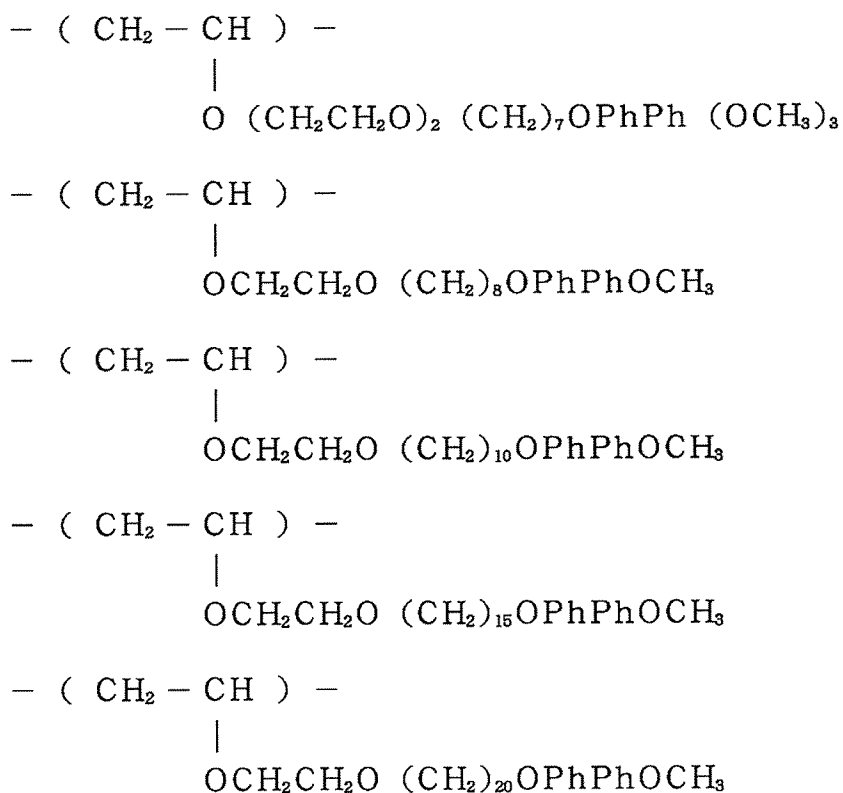 − ( CH₂ − CH ) −
|
O (CH₂CH₂O)₂ (CH₂)₇OPhPh (OCH₃)₃
− ( CH₂ − CH ) −
|
OCH₂CH₂O (CH₂)₈OPhPhOCH₃
− ( CH₂ − CH ) −
|
OCH₂CH₂O (CH₂)₁₀OPhPhOCH₃
− ( CH₂ − CH ) −
|
OCH₂CH₂O (CH₂)₁₅OPhPhOCH₃
− ( CH₂ − CH ) −
|
OCH₂CH₂O (CH₂)₂₀OPhPhOCH₃